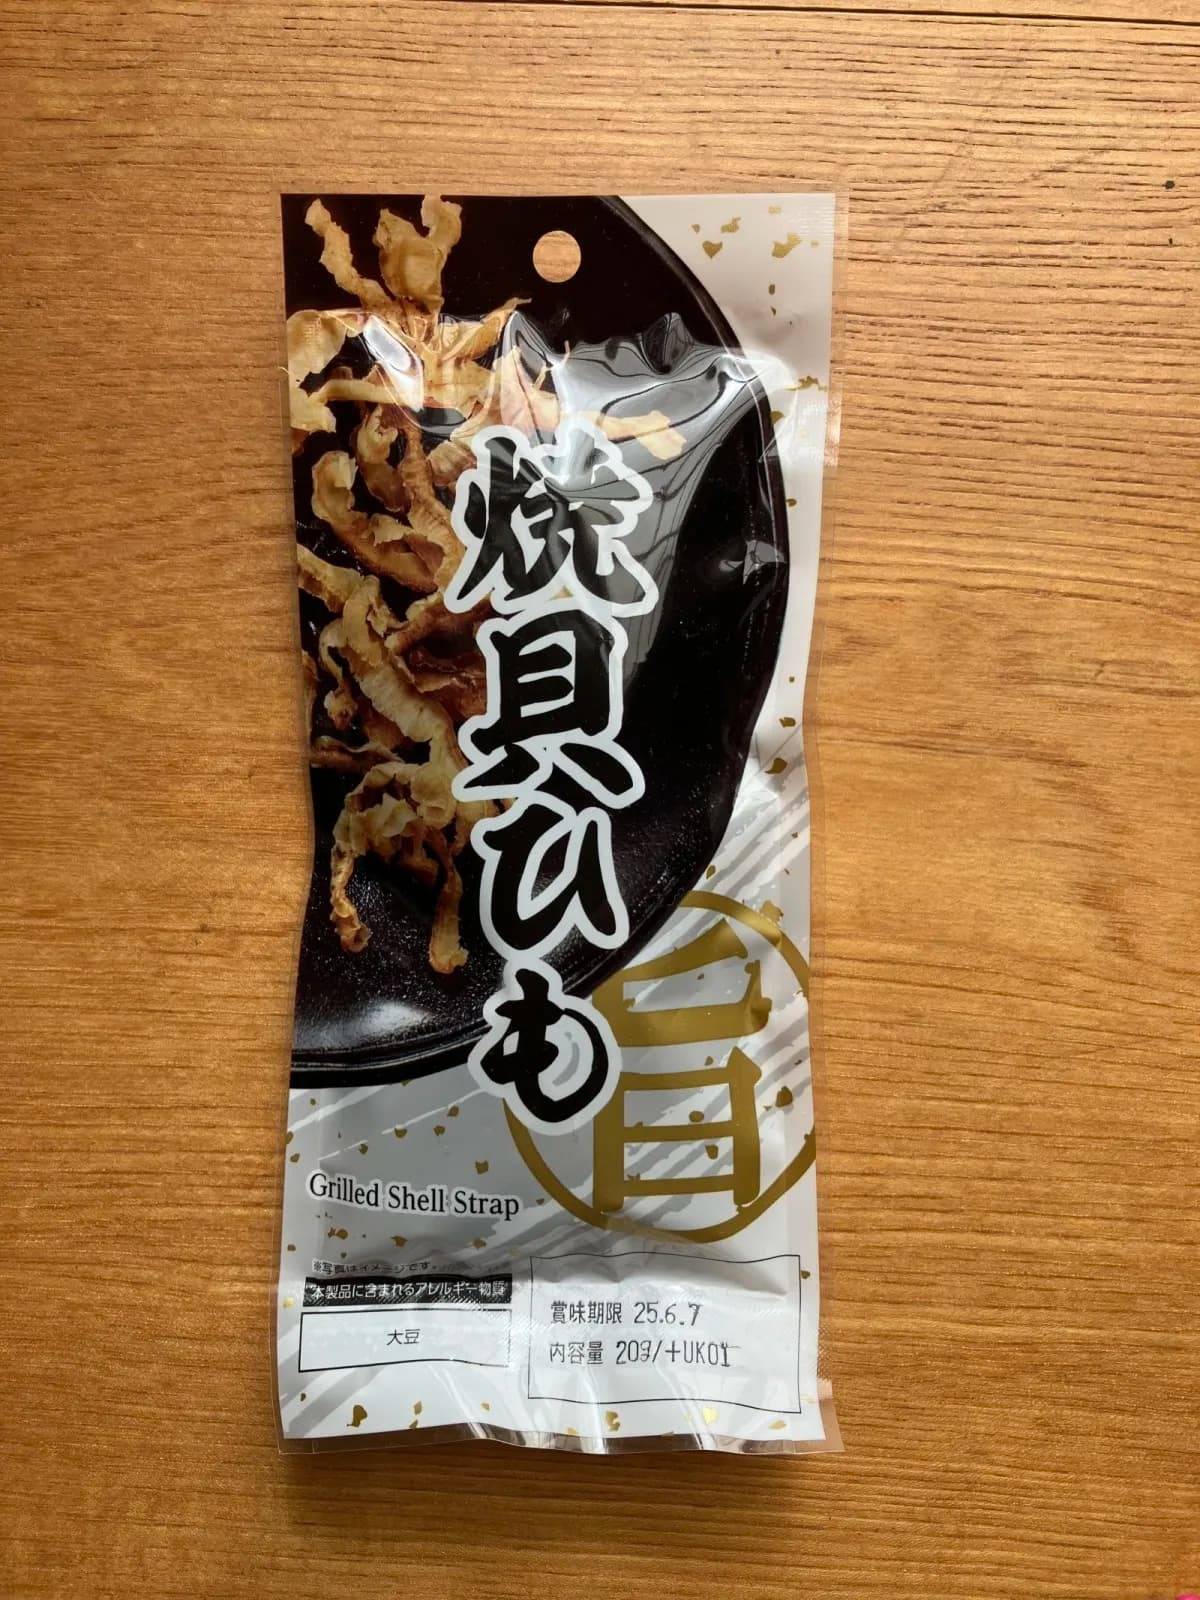 焼貝ひも
旨
Grilled Shell Strap
※写真はイメージです。
本製品に含まれるアレルギー物質
大豆
賞味期限 25.6.7
内容量 20g/+UK01